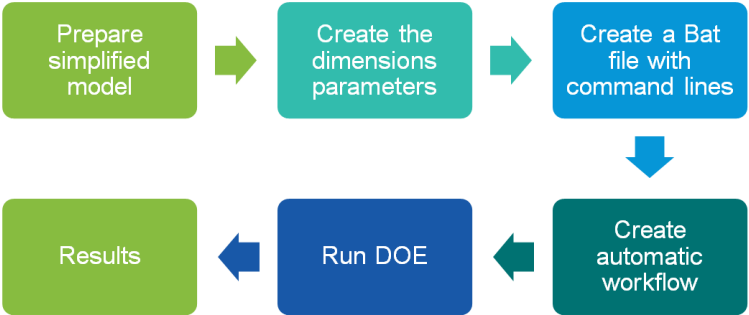 Prepare
simplified
model
Create the
dimensions
parameters
Create a Bat
file with
command lines
Create
automatic
workflow
Run DOE
Results